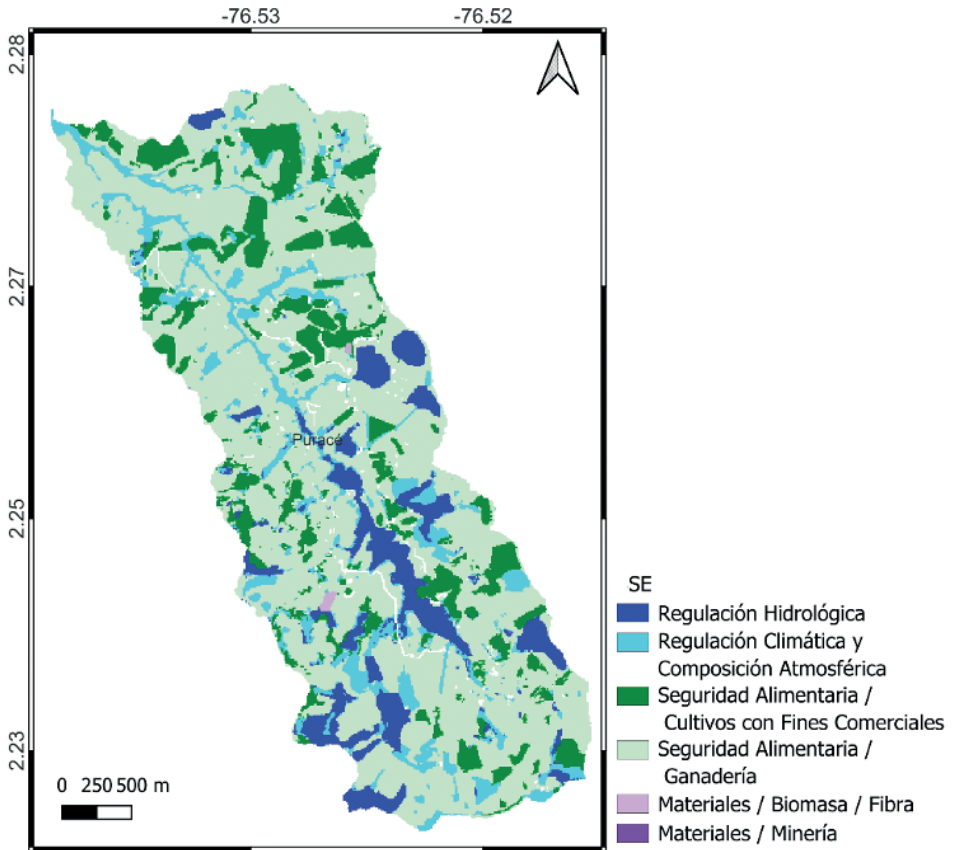 -76.53 -76.52
2.28
2.27
Puracé
2.25
2.23
0 250 500 m
SE
Regulación Hidrológica
Regulación Climática y
Composición Atmosférica
Seguridad Alimentaria /
Cultivos con Fines Comerciales
Seguridad Alimentaria /
Ganadería
Materiales / Biomasa / Fibra
Materiales / Minería